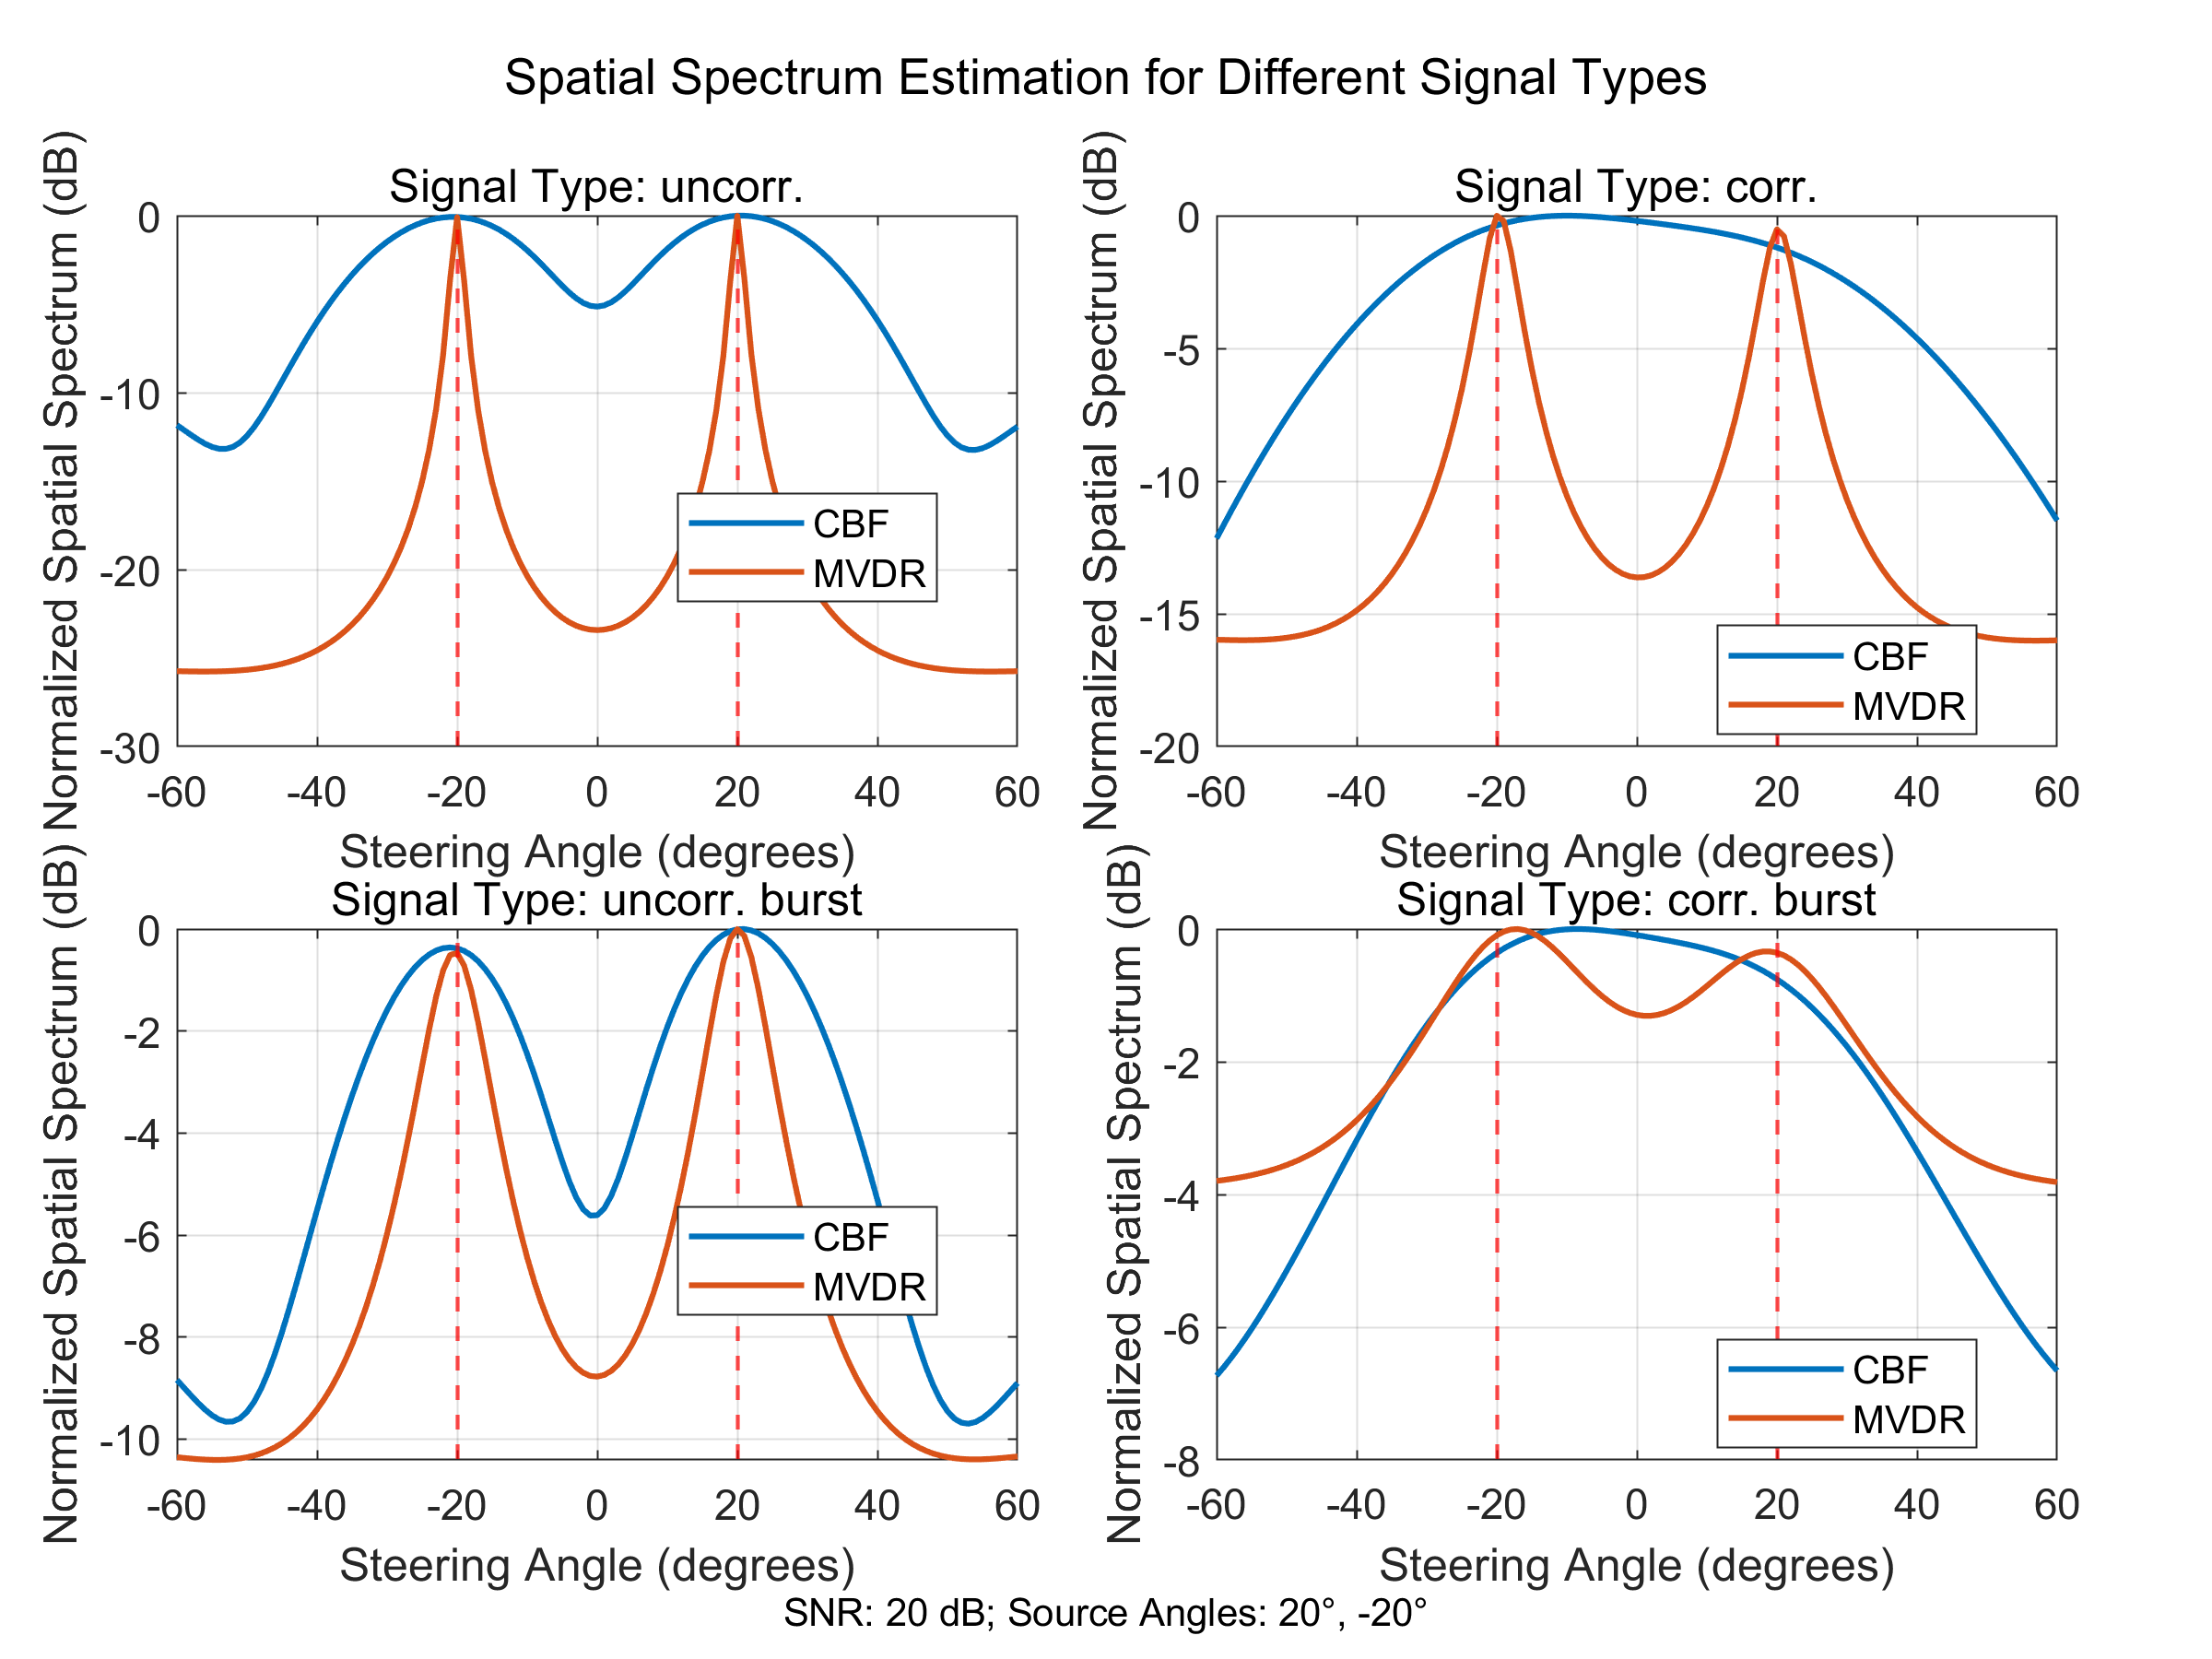 Spatial Spectrum Estimation for Different Signal Types
Signal Type: uncorr.
Normalized Spatial Spectrum (dB)
0
-10
-20
-30
-60 -40 -20 0 20 40 60
Steering Angle (degrees)
CBF
MVDR
Signal Type: corr.
Normalized Spatial Spectrum (dB)
0
-5
-10
-15
-20
-60 -40 -20 0 20 40 60
Steering Angle (degrees)
CBF
MVDR
Signal Type: uncorr. burst
Normalized Spatial Spectrum (dB)
0
-2
-4
-6
-8
-10
-60 -40 -20 0 20 40 60
Steering Angle (degrees)
CBF
MVDR
Signal Type: corr. burst
Normalized Spatial Spectrum (dB)
0
-2
-4
-6
-8
-60 -40 -20 0 20 40 60
Steering Angle (degrees)
CBF
MVDR
SNR: 20 dB; Source Angles: 20°, -20°